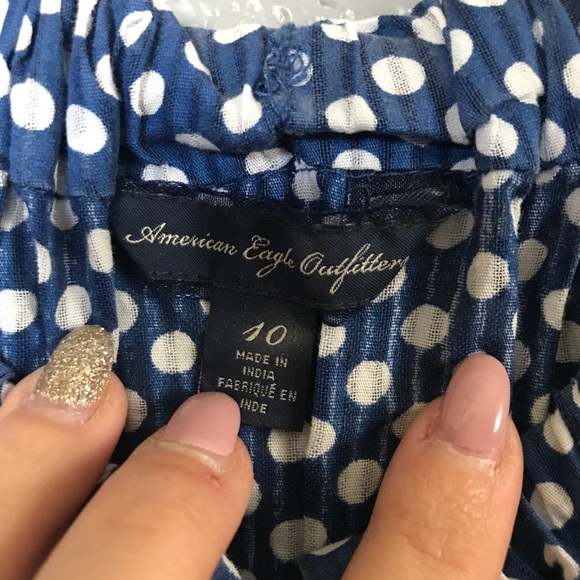 American Eagle Outfitters
10
MADE IN
INDIA
FABRIQUÉ EN
INDE